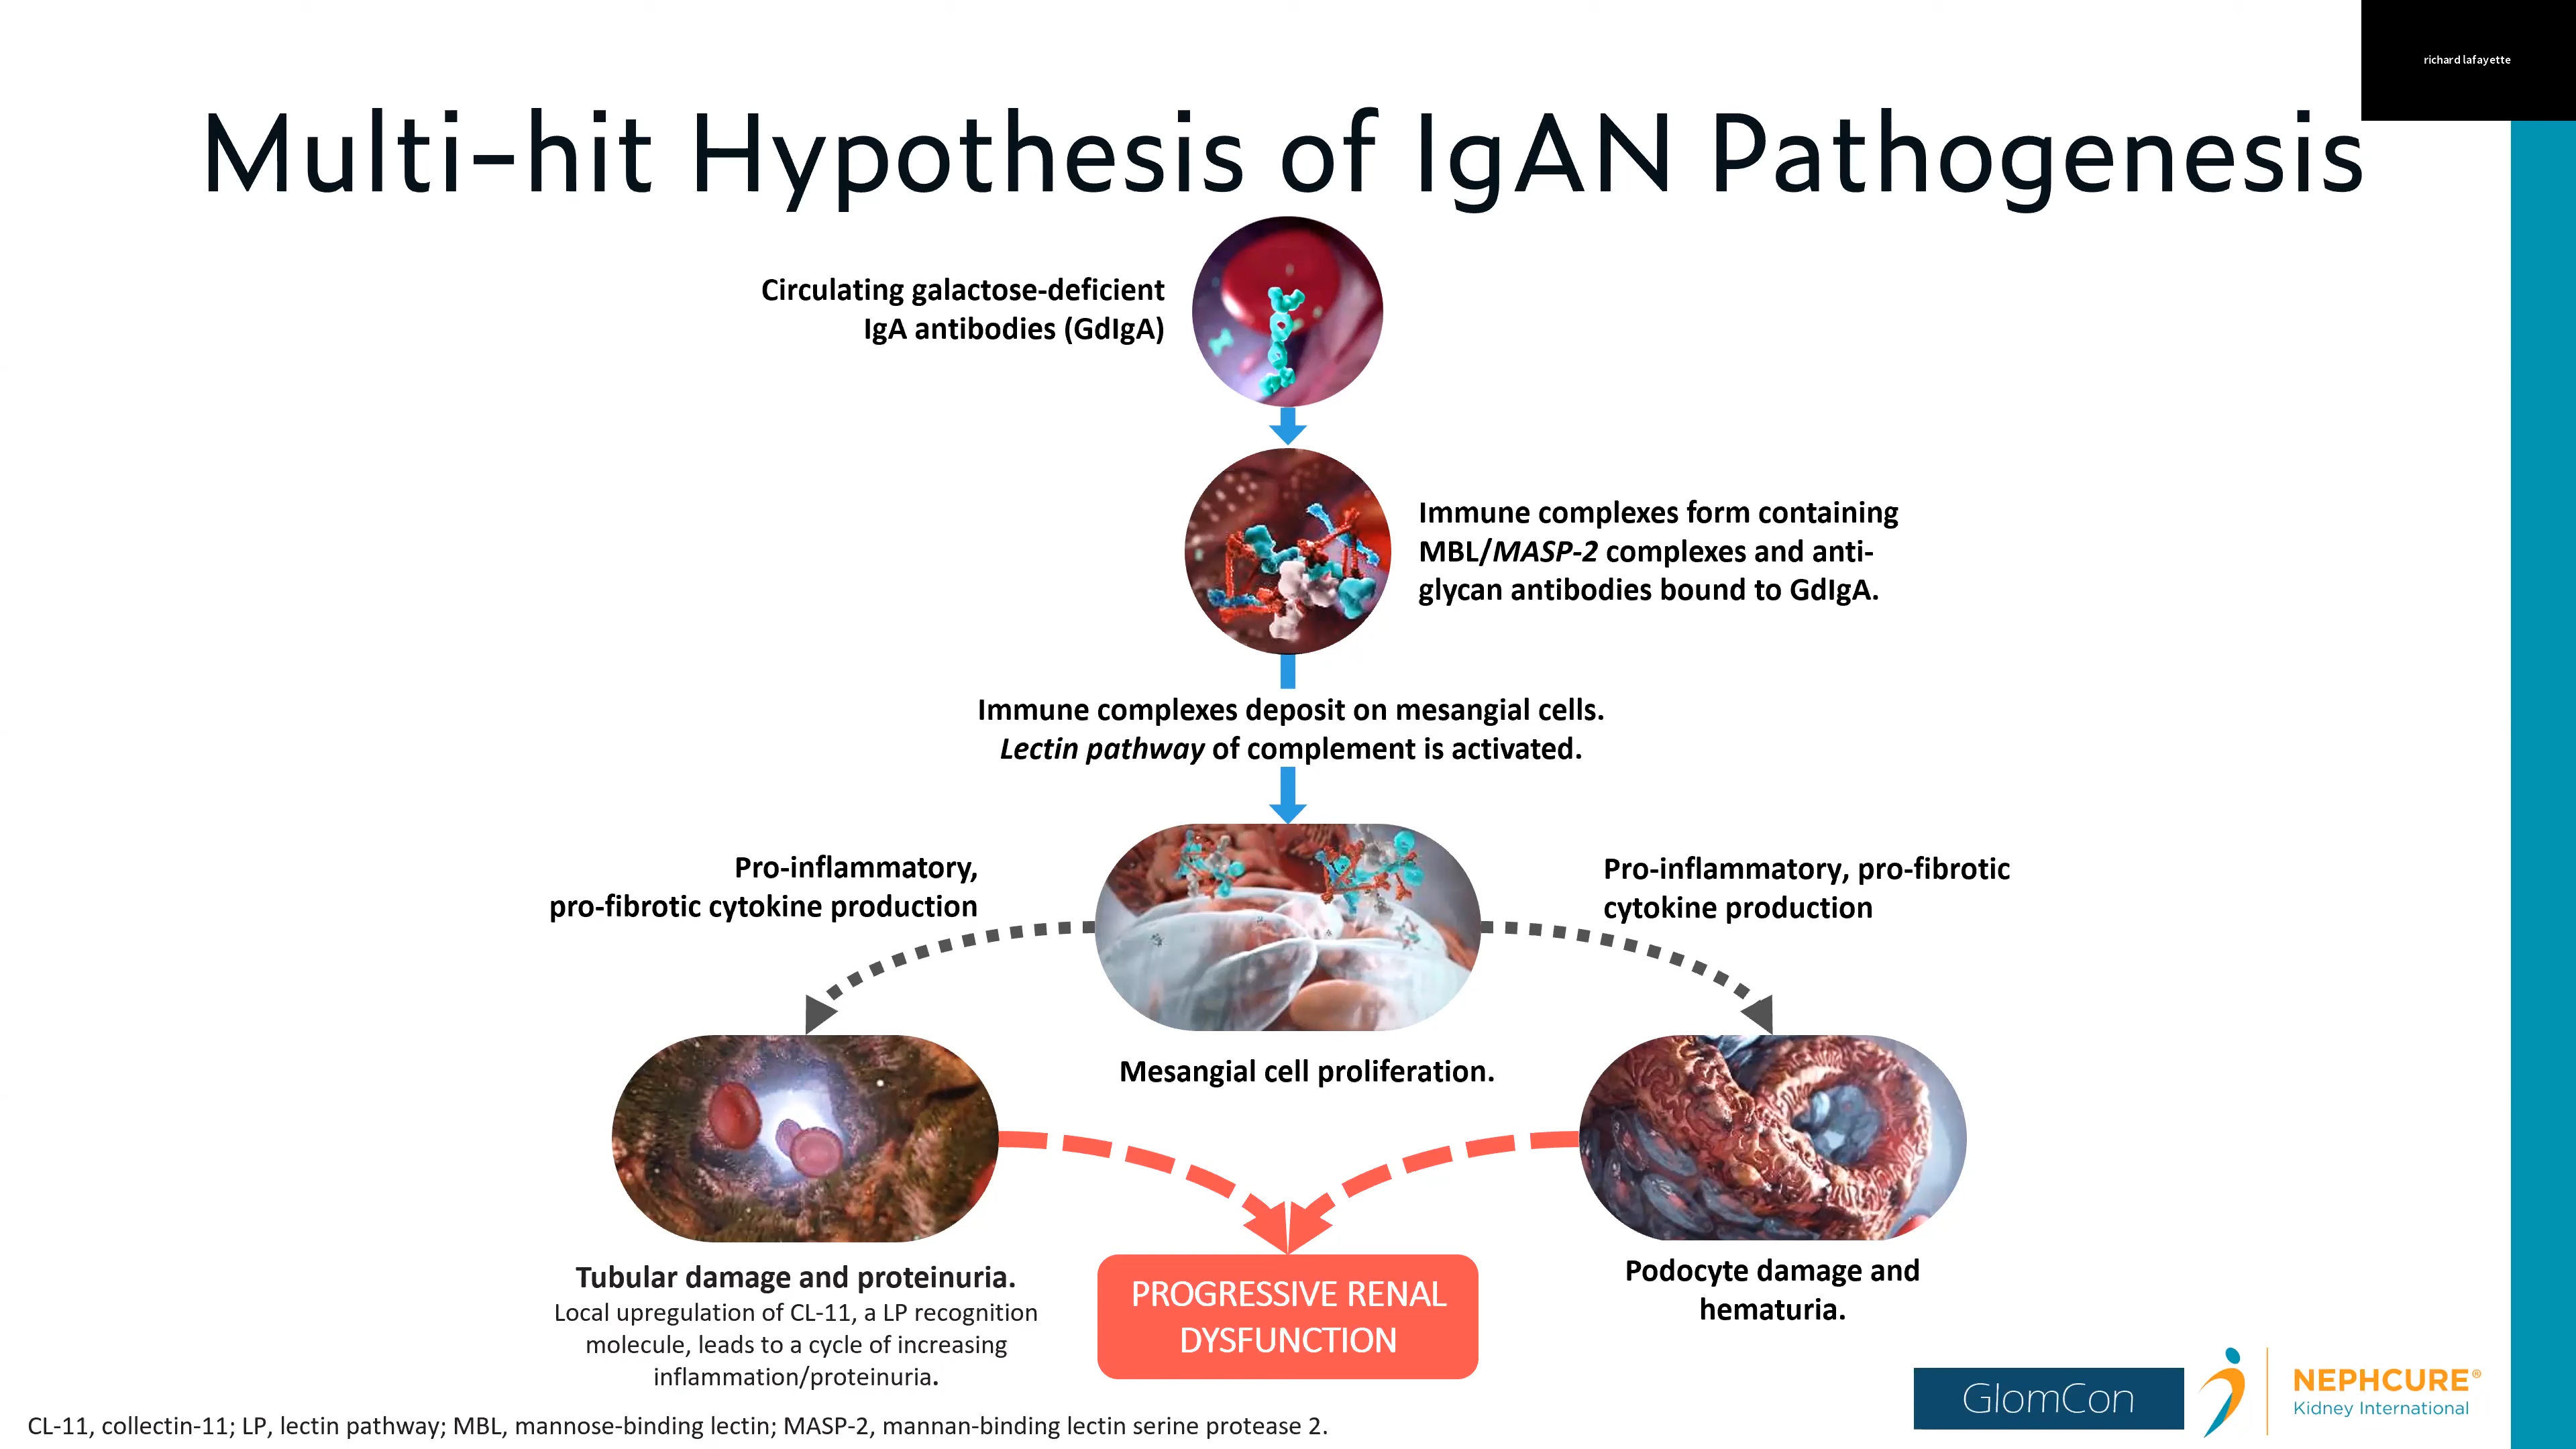 richard lafayette
Multi-hit Hypothesis of IgAN Pathogenesis
Circulating galactose-deficient
IgA antibodies (GdIgA)
Immune complexes form containing
MBL/MASP-2 complexes and anti-
glycan antibodies bound to GdIgA.
Immune complexes deposit on mesangial cells.
Lectin pathway of complement is activated.
Pro-inflammatory,
pro-fibrotic cytokine production
Pro-inflammatory, pro-fibrotic
cytokine production
Mesangial cell proliferation.
Tubular damage and proteinuria.
Local upregulation of CL-11, a LP recognition
molecule, leads to a cycle of increasing
inflammation/proteinuria.
PROGRESSIVE RENAL
DYSFUNCTION
Podocyte damage and
hematuria.
GlomCon
NEPHCURE®
Kidney International
CL-11, collectin-11; LP, lectin pathway; MBL, mannose-binding lectin; MASP-2, mannan-binding lectin serine protease 2.